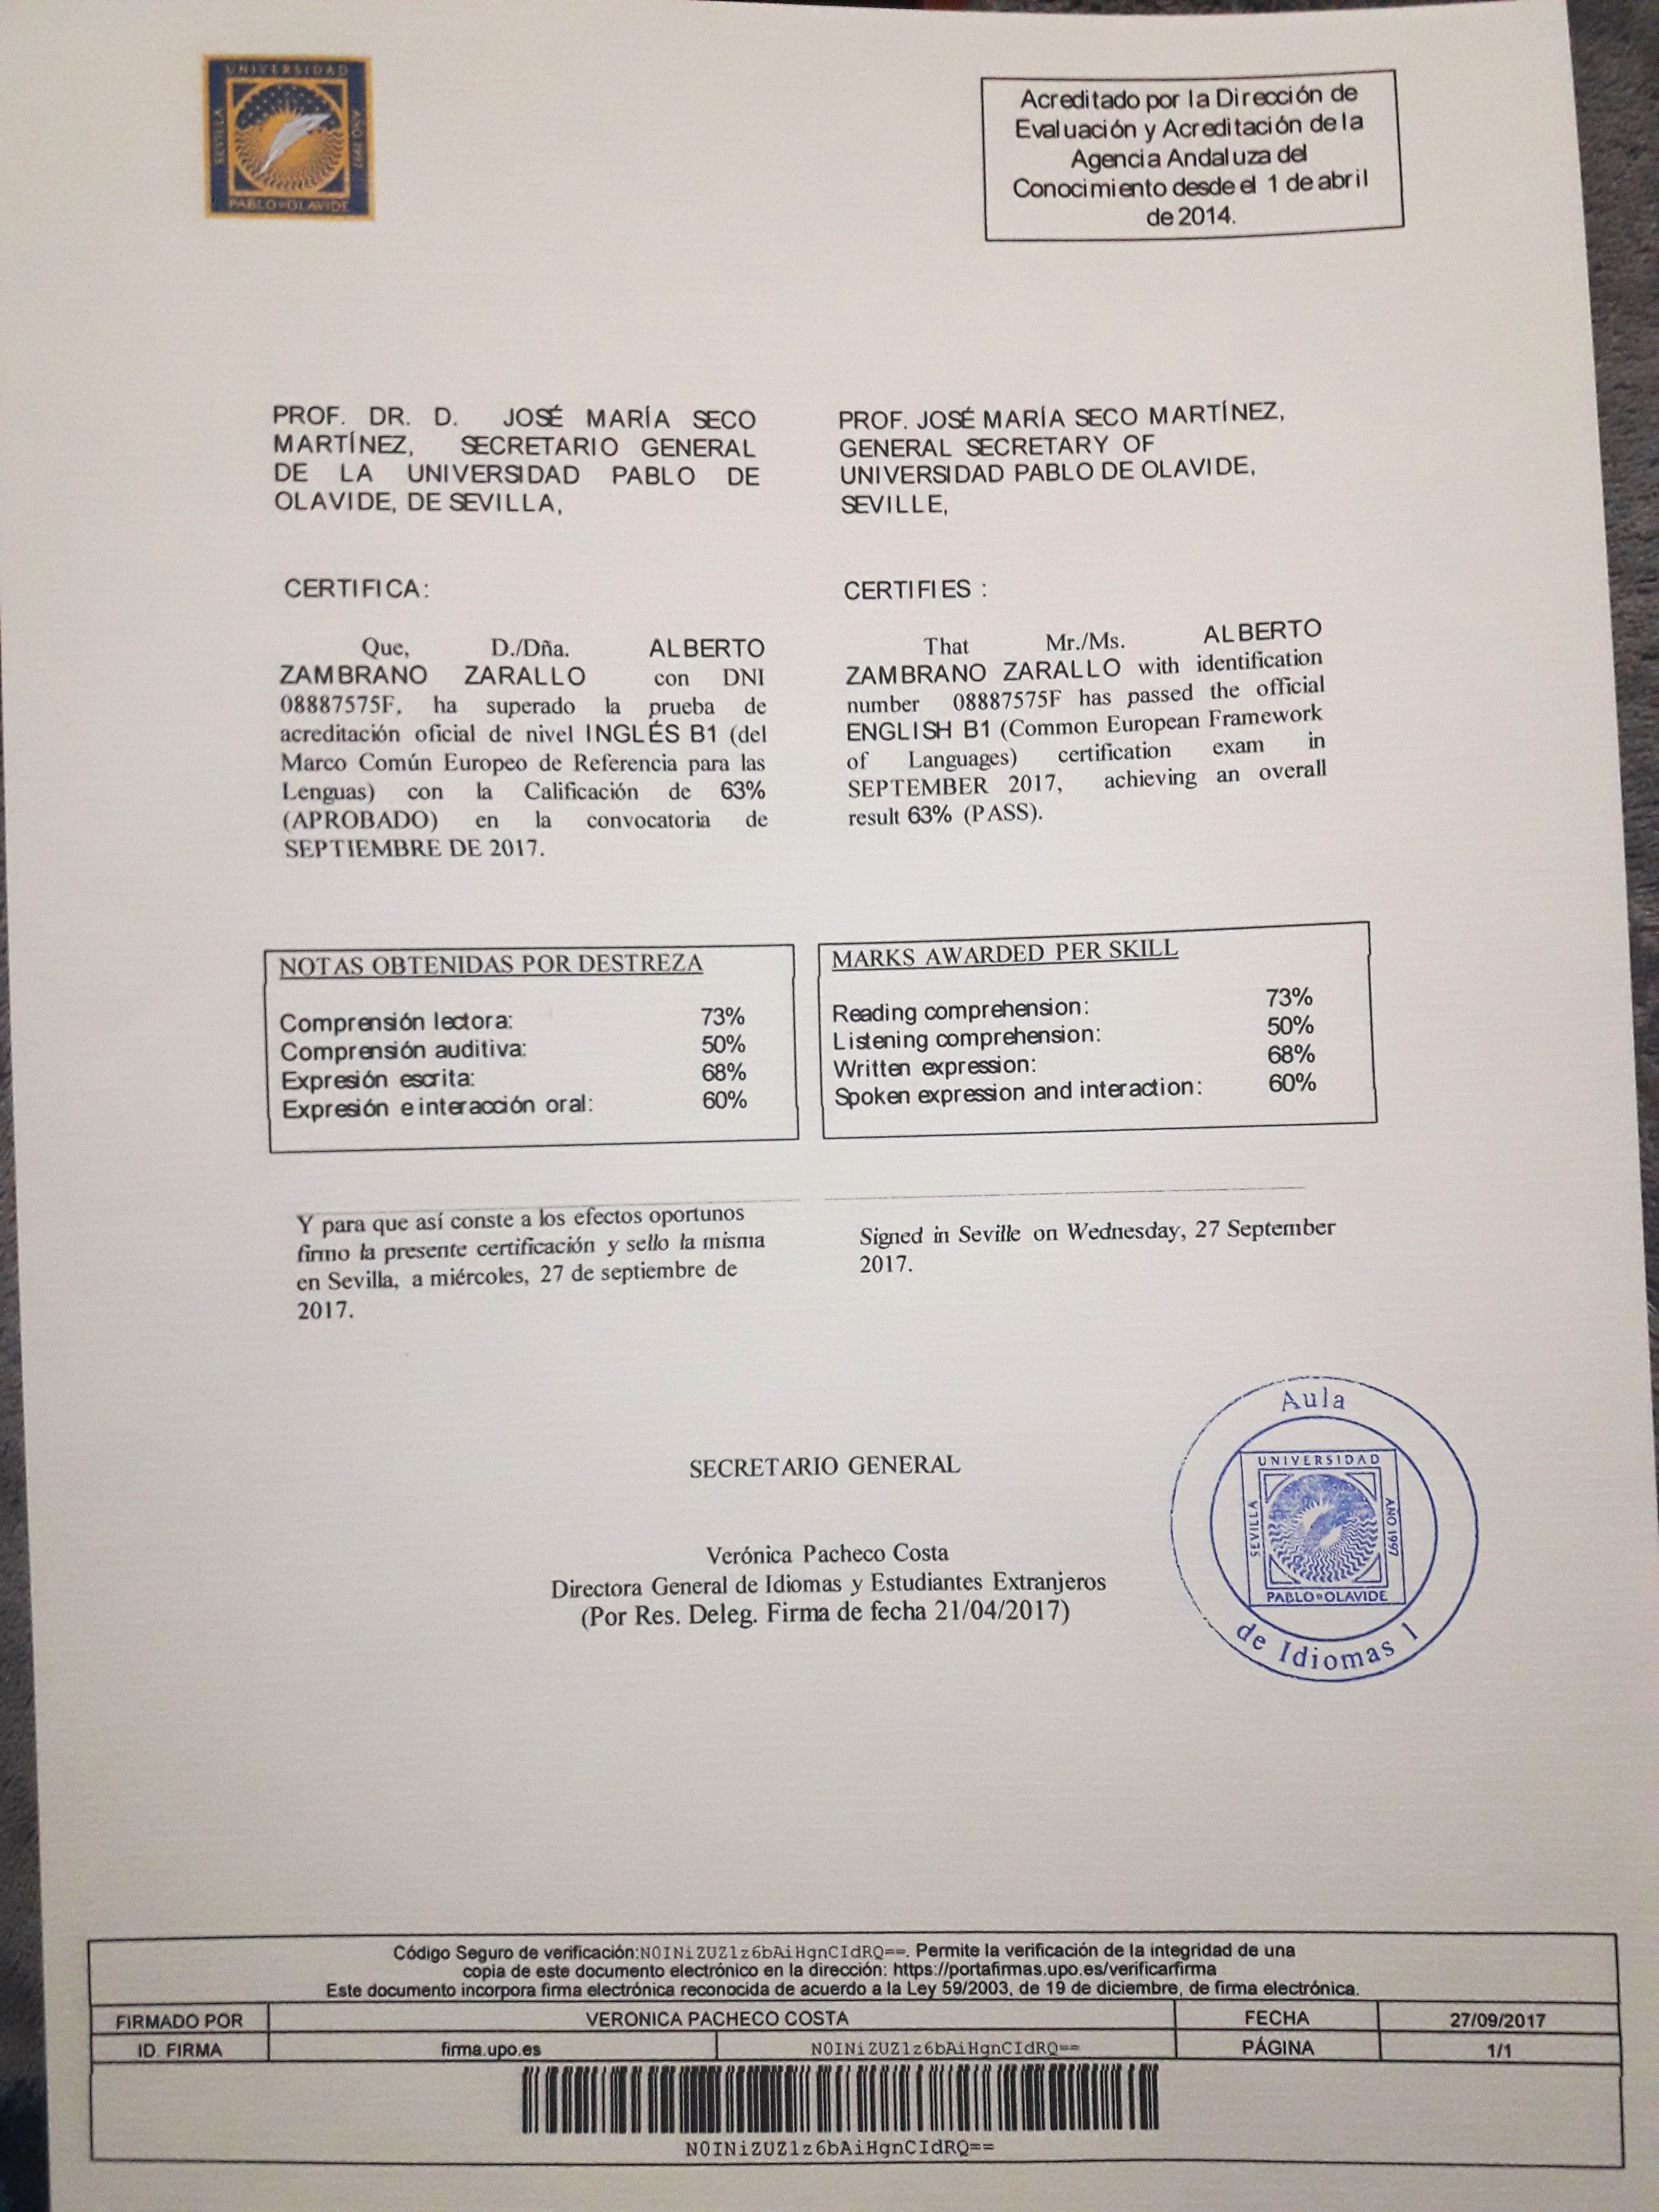 UNIVERSIDAD
SEVILLA
AÑO 1997
PABLO DE OLAVIDE
Acreditado por la Dirección de
Evaluación y Acreditación de la
Agencia Andaluza del
Conocimiento desde el 1 de abril
de 2014.
PROF. DR. D. JOSÉ MARÍA SECO
MARTÍNEZ, SECRETARIO GENERAL
DE LA UNIVERSIDAD PABLO DE
OLAVIDE, DE SEVILLA,
CERTIFICA:
Que, D./Dña. ALBERTO
ZAMBRANO ZARALLO con DNI
08887575F, ha superado la prueba de
acreditación oficial de nivel INGLÉS B1 (del
Marco Común Europeo de Referencia para las
Lenguas) con la Calificación de 63%
(APROBADO) en la convocatoria de
SEPTIEMBRE DE 2017.
PROF. JOSÉ MARÍA SECO MARTÍNEZ,
GENERAL SECRETARY OF
UNIVERSIDAD PABLO DE OLAVIDE,
SEVILLE,
CERTIFIES :
That Mr./Ms. ALBERTO
ZAMBRANO ZARALLO with identification
number 08887575F has passed the official
ENGLISH B1 (Common European Framework
of Languages) certification exam in
SEPTEMBER 2017, achieving an overall
result 63% (PASS).
NOTAS OBTENIDAS POR DESTREZA
Comprensión lectora: 73%
Comprensión auditiva: 50%
Expresión escrita: 68%
Expresión e interacción oral: 60%
MARKS AWARDED PER SKILL
Reading comprehension: 73%
Listening comprehension: 50%
Written expression: 68%
Spoken expression and interaction: 60%
Y para que así conste a los efectos oportunos
firmo la presente certificación y sello la misma
en Sevilla, a miércoles, 27 de septiembre de
2017.
Signed in Seville on Wednesday, 27 September
2017.
SECRETARIO GENERAL
Verónica Pacheco Costa
Directora General de Idiomas y Estudiantes Extranjeros
(Por Res. Deleg. Firma de fecha 21/04/2017)
Aula
UNIVERSIDAD
SEVILLA
AÑO 1997
PABLO DE OLAVIDE
de Idiomas 1
Código Seguro de verificación:N0INiZUZ1z6bAiHgnCIdRQ==. Permite la verificación de la integridad de una
copia de este documento electrónico en la dirección: https://portafirmas.upo.es/verificarfirma
Este documento incorpora firma electrónica reconocida de acuerdo a la Ley 59/2003, de 19 de diciembre, de firma electrónica.
FIRMADO POR VERONICA PACHECO COSTA FECHA 27/09/2017
ID. FIRMA firma.upo.es N0INiZUZ1z6bAiHgnCIdRQ== PÁGINA 1/1
N0INiZUZ1z6bAiHgnCIdRQ==